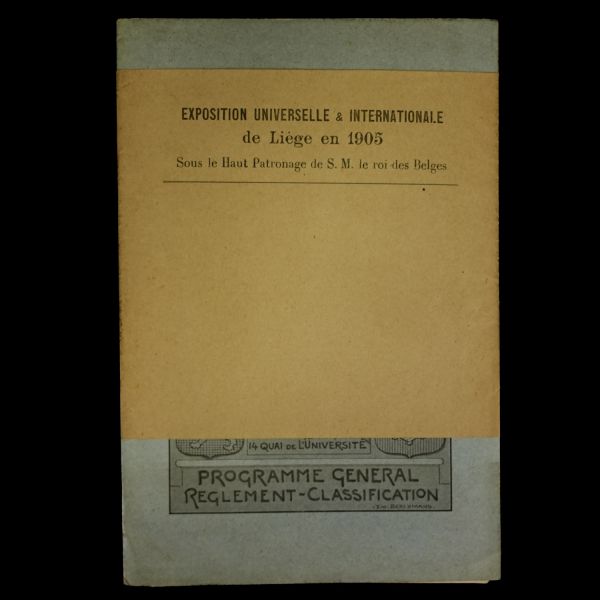 EXPOSITION UNIVERSELLE & INTERNATIONALE
de Liége en 1905
Sous le Haut Patronage de S. M. le roi des Belges
14 QUAI DE L'UNIVERSITÉ
PROGRAMME GENERAL
REGLEMENT-CLASSIFICATION